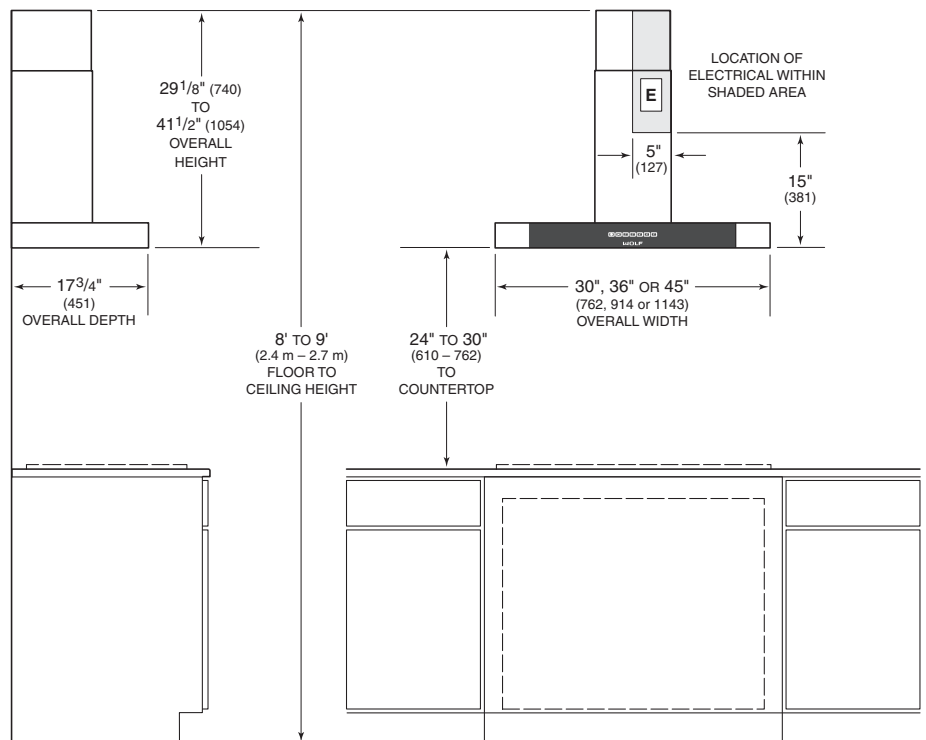 29 1/8" (740)
TO
41 1/2" (1054)
OVERALL
HEIGHT
17 3/4"
(451)
OVERALL DEPTH
8' TO 9'
(2.4 m – 2.7 m)
FLOOR TO
CEILING HEIGHT
LOCATION OF
ELECTRICAL WITHIN
SHADED AREA
E
5"
(127)
15"
(381)
WOLF
30", 36" OR 45"
(762, 914 or 1143)
OVERALL WIDTH
24" TO 30"
(610 – 762)
TO
COUNTERTOP